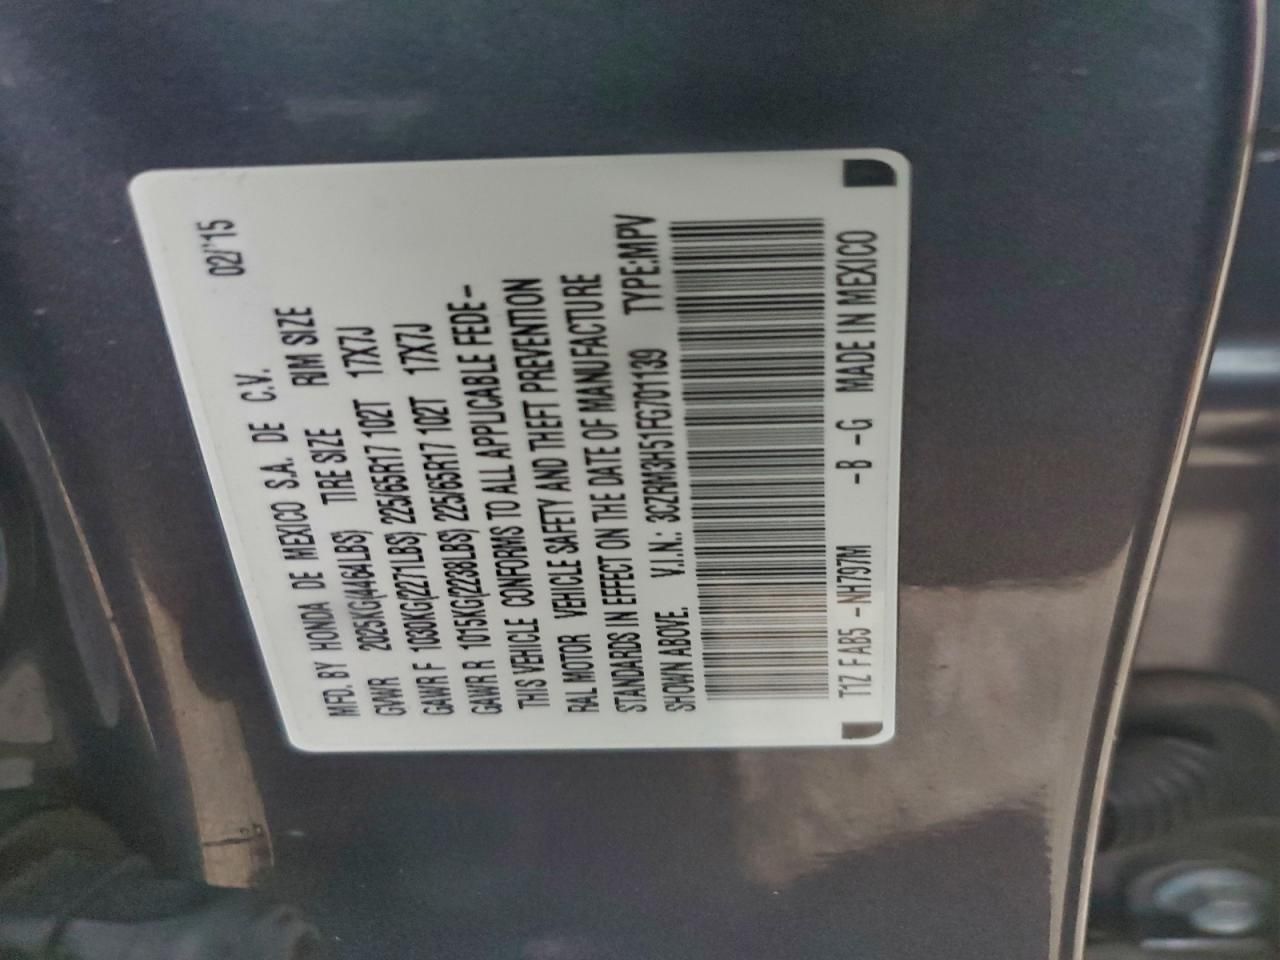 MFD. BY HONDA DE MEXICO S.A. DE C.V. 02/'15
GVWR 2025KG(4464LBS) TIRE SIZE RIM SIZE
GAWR F 1030KG(2271LBS) 225/65R17 102T 17X7J
GAWR R 1015KG(2238LBS) 225/65R17 102T 17X7J
THIS VEHICLE CONFORMS TO ALL APPLICABLE FEDE-
RAL MOTOR VEHICLE SAFETY AND THEFT PREVENTION
STANDARDS IN EFFECT ON THE DATE OF MANUFACTURE
SHOWN ABOVE. V.I.N.: 3CZRM3H51FG701139 TYPE:MPV
T1Z F AB5 -NH797M -B -G MADE IN MEXICO